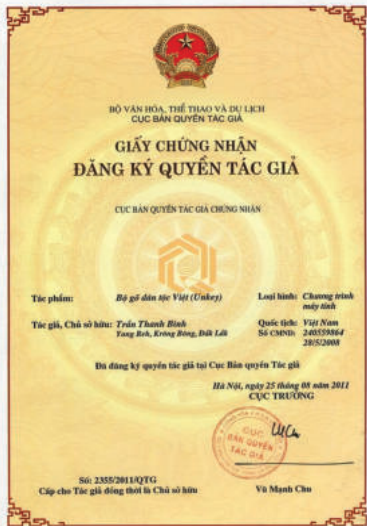 BỘ VĂN HÓA, THỂ THAO VÀ DU LỊCH
CỤC BẢN QUYỀN TÁC GIẢ
GIẤY CHỨNG NHẬN
ĐĂNG KÝ QUYỀN TÁC GIẢ
CỤC BẢN QUYỀN TÁC GIẢ CHỨNG NHẬN
Tác phẩm: Bộ gõ dân tộc Việt (Unkey) Loại hình: Chương trình
máy tính
Tác giả, Chủ sở hữu: Trần Thanh Bình Quốc tịch: Việt Nam
Yang Reh, Krông Bông, Đắk Lắk Số CMND: 240559864
28/5/2008
Đã đăng ký quyền tác giả tại Cục Bản quyền Tác giả
Hà Nội, ngày 25 tháng 08 năm 2011
CỤC TRƯỞNG
CỤC
BẢN QUYỀN
TÁC GIẢ
Số: 2355/2011/QTG
Cấp cho Tác giả đồng thời là Chủ sở hữu Vũ Mạnh Chu